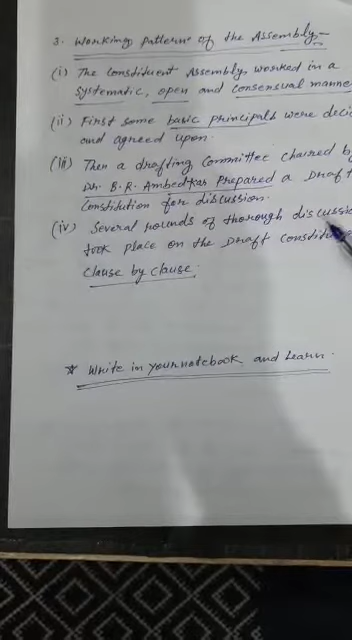 3. Working Patterns of the Assembly:-
(i) The Constituent Assembly worked in a
systematic, open and consensual manne
(ii) First some basic principals were deci
and agreed upon.
(iii) Then a drafting Committee chaired by
Dr. B. R. Ambedkar Prepared a Draft
Constitution for discussion.
(iv) Several rounds of thorough discussio
took place on the Draft Constitu
Clause by Clause.
* Write in your notebook and Learn.